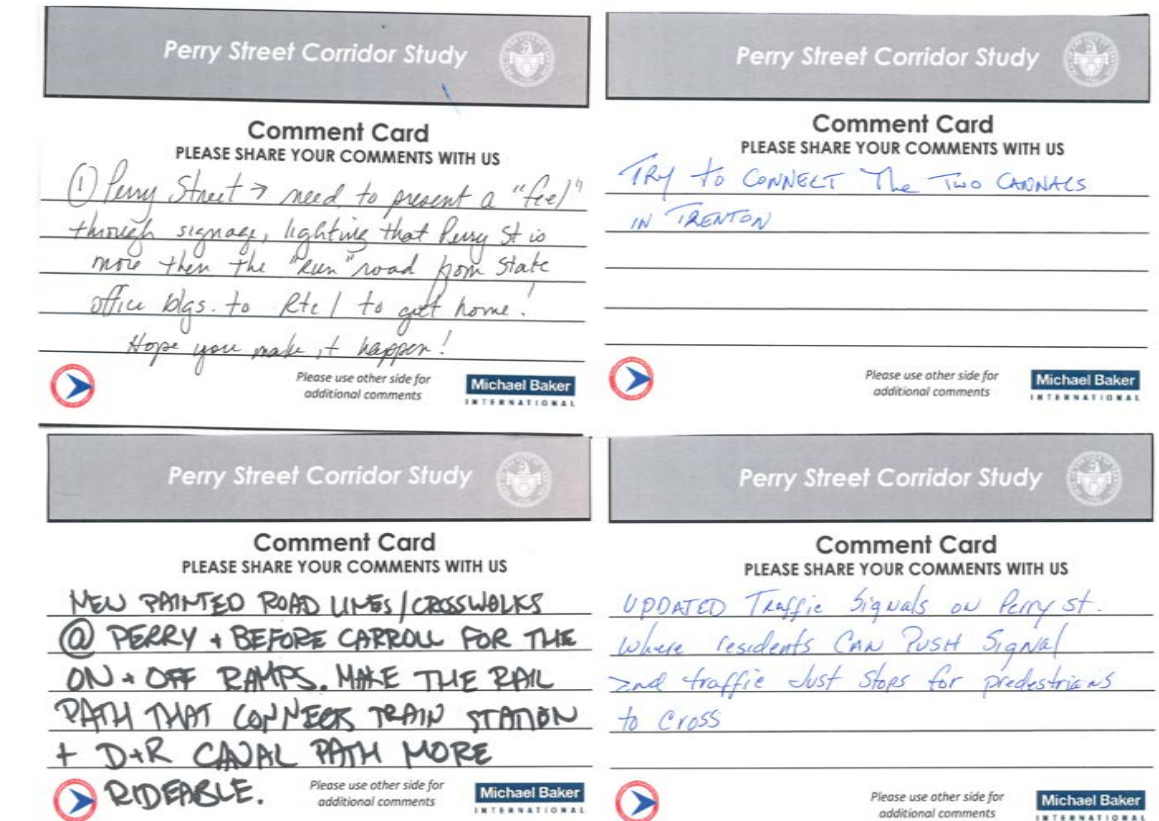 Perry Street Corridor Study
Comment Card
PLEASE SHARE YOUR COMMENTS WITH US
① Perry Street → need to present a "feel"
through signage, lighting that Perry St is
more then the "run" road from State
office blgs. to Rte 1 to get home!
Hope you make it happen!
Please use other side for
additional comments
Michael Baker
INTERNATIONAL
Perry Street Corridor Study
Comment Card
PLEASE SHARE YOUR COMMENTS WITH US
TRY TO CONNECT The TWO CANNALS
IN TRENTON
Please use other side for
additional comments
Michael Baker
INTERNATIONAL
Perry Street Corridor Study
Comment Card
PLEASE SHARE YOUR COMMENTS WITH US
NEW PAINTED ROAD LINES/CROSSWALKS
@ PERRY + BEFORE CARROLL FOR THE
ON + OFF RAMPS. MAKE THE RAIL
PATH THAT CONNECTS TRAIN STATION
+ D+R CANAL PATH MORE
RIDEABLE.
Please use other side for
additional comments
Michael Baker
INTERNATIONAL
Perry Street Corridor Study
Comment Card
PLEASE SHARE YOUR COMMENTS WITH US
UPDATED Traffic Signals on Perry st.
where residents CAN PUSH Signal
and traffic Just Stops for predestrians
to Cross
Please use other side for
additional comments
Michael Baker
INTERNATIONAL